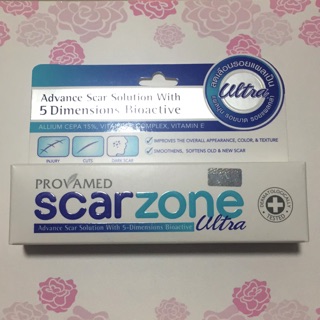 Advance Scar Solution With
5 Dimensions Bioactive
Ultra
ALLIUM CEPA 15%, VITAMIN B COMPLEX, VITAMIN E
INJURY
CUTS
DARK SCAR
IMPROVES THE OVERALL APPEARANCE, COLOR, & TEXTURE
SMOOTHENS, SOFTENS OLD & NEW SCAR
PROVAMED
scarzone
Ultra
Advance Scar Solution With 5-Dimensions Bioactive
DERMATOLOGICALLY
TESTED